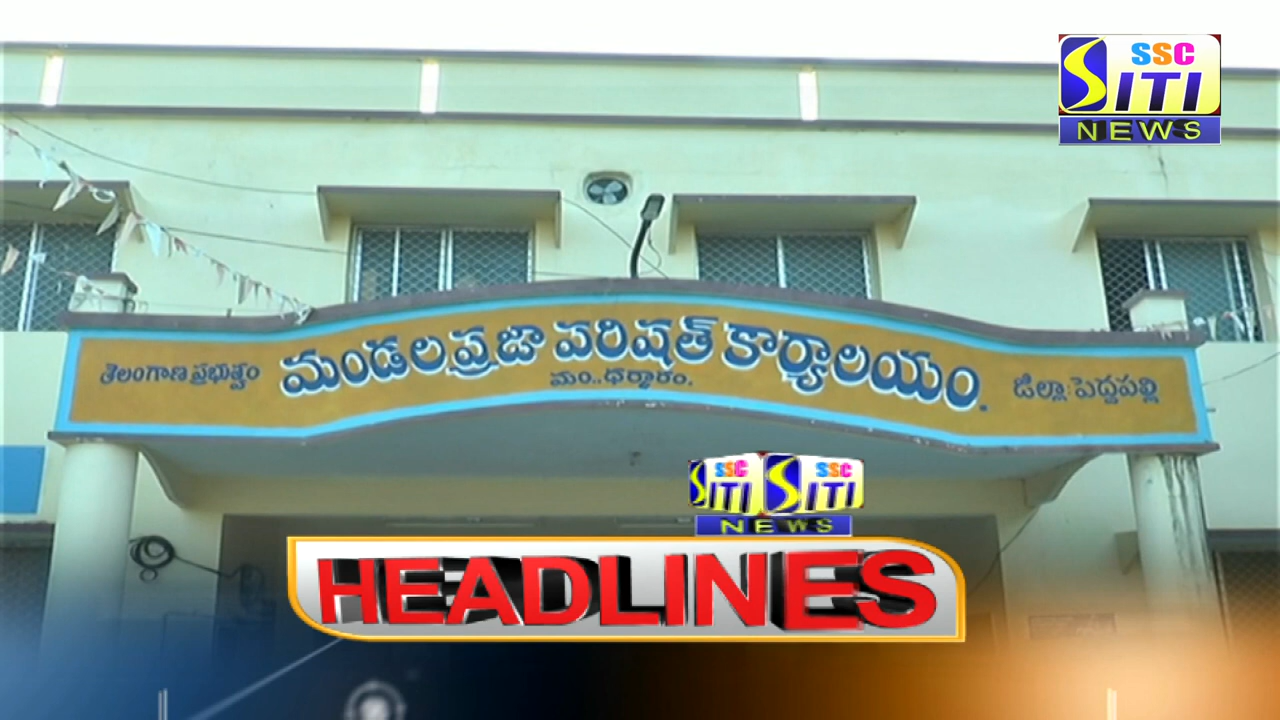 SSC
SITI
NEWS
తెలంగాణ ప్రభుత్వం
మండల ప్రజా పరిషత్ కార్యాలయం.
జిల్లా: పెద్దపల్లి
మం..ధర్మారం.
SSC SSC
SITI SITI
NEWS
HEADLINES